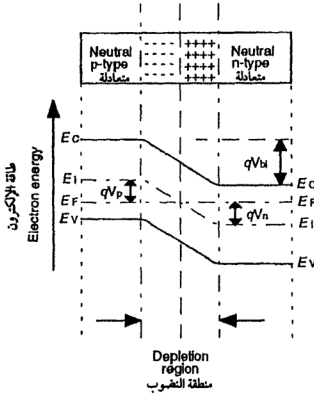 Neutral
p-type
متعادلة
- - - -
- - - -
- - - -
- - - -
++++
++++
++++
++++
Neutral
n-type
متعادلة
طاقة الإلكترون
Electron energy
EC
EI
EF
EV
qVp
qVn
qVbi
EC
EF
EI
EV
Depletion
region
منطقة النضوب